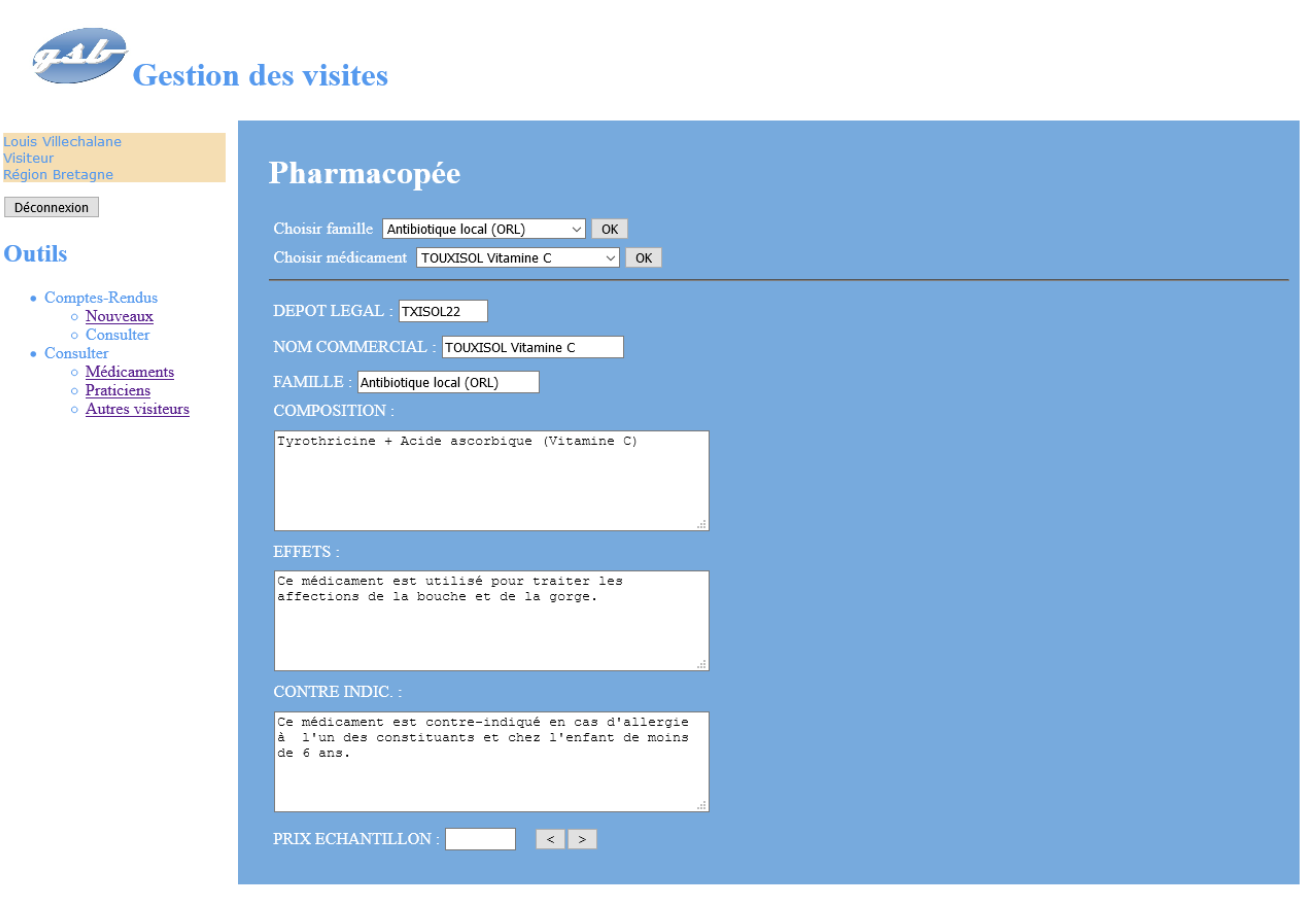 gsb
Gestion des visites
Louis Villechalane
Visiteur
Région Bretagne
Déconnexion
Outils
Comptes-Rendus
Nouveaux
Consulter
Consulter
Médicaments
Praticiens
Autres visiteurs
Pharmacopée
Choisir famille Antibiotique local (ORL) OK
Choisir médicament TOUXISOL Vitamine C OK
DEPOT LEGAL : TXISOL22
NOM COMMERCIAL : TOUXISOL Vitamine C
FAMILLE : Antibiotique local (ORL)
COMPOSITION :
Tyrothricine + Acide ascorbique (Vitamine C)
EFFETS :
Ce médicament est utilisé pour traiter les
affections de la bouche et de la gorge.
CONTRE INDIC. :
Ce médicament est contre-indiqué en cas d'allergie
à  l'un des constituants et chez l'enfant de moins
de 6 ans.
PRIX ECHANTILLON : < >